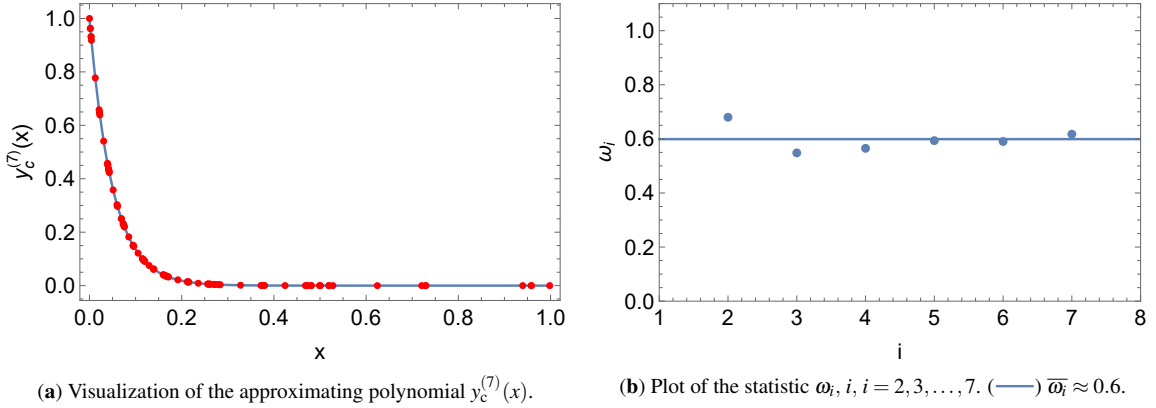 1.0
0.8
0.6
0.4
0.2
0.0
y_c^{(7)}(x)
0.0 0.2 0.4 0.6 0.8 1.0
x
(a) Visualization of the approximating polynomial y_c^{(7)}(x).
1.0
0.8
0.6
0.4
0.2
0.0
ω_i
1 2 3 4 5 6 7 8
i
(b) Plot of the statistic ω_i, i, i = 2,3,...,7. (—) \overline{ω_i} ≈ 0.6.